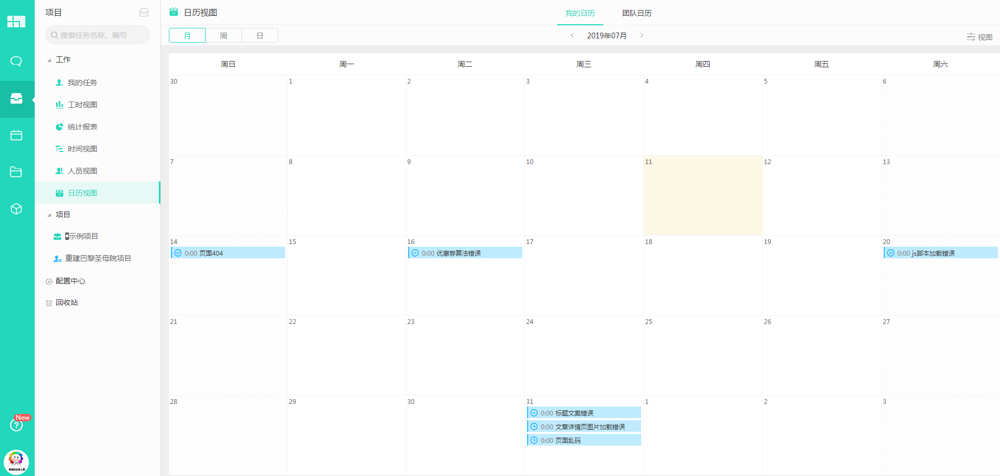 项目
搜索任务名称、编号
工作
我的任务
工时视图
统计报表
时间视图
人员视图
日历视图
项目
示例项目
重建巴黎圣母院项目
配置中心
回收站
New
日历视图
我的日历 团队日历
月 周 日
2019年07月
视图
周日 周一 周二 周三 周四 周五 周六
30 1 2 3 4 5 6
7 8 9 10 11 12 13
14 15 16 17 18 19 20
0:00 页面404 0:00 优惠券算法错误 0:00 js脚本加载错误
21 22 23 24 25 26 27
28 29 30 31 1 2 3
0:00 标题文案错误
0:00 文章详情页图片加载错误
0:00 页面乱码